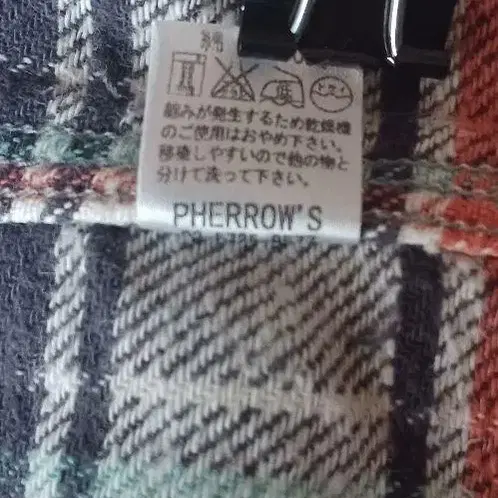 綿
縮みが発生するため乾燥機
のご使用はおやめ下さい。
移染しやすいので他の物と
分けて洗って下さい。
PHERROW'S